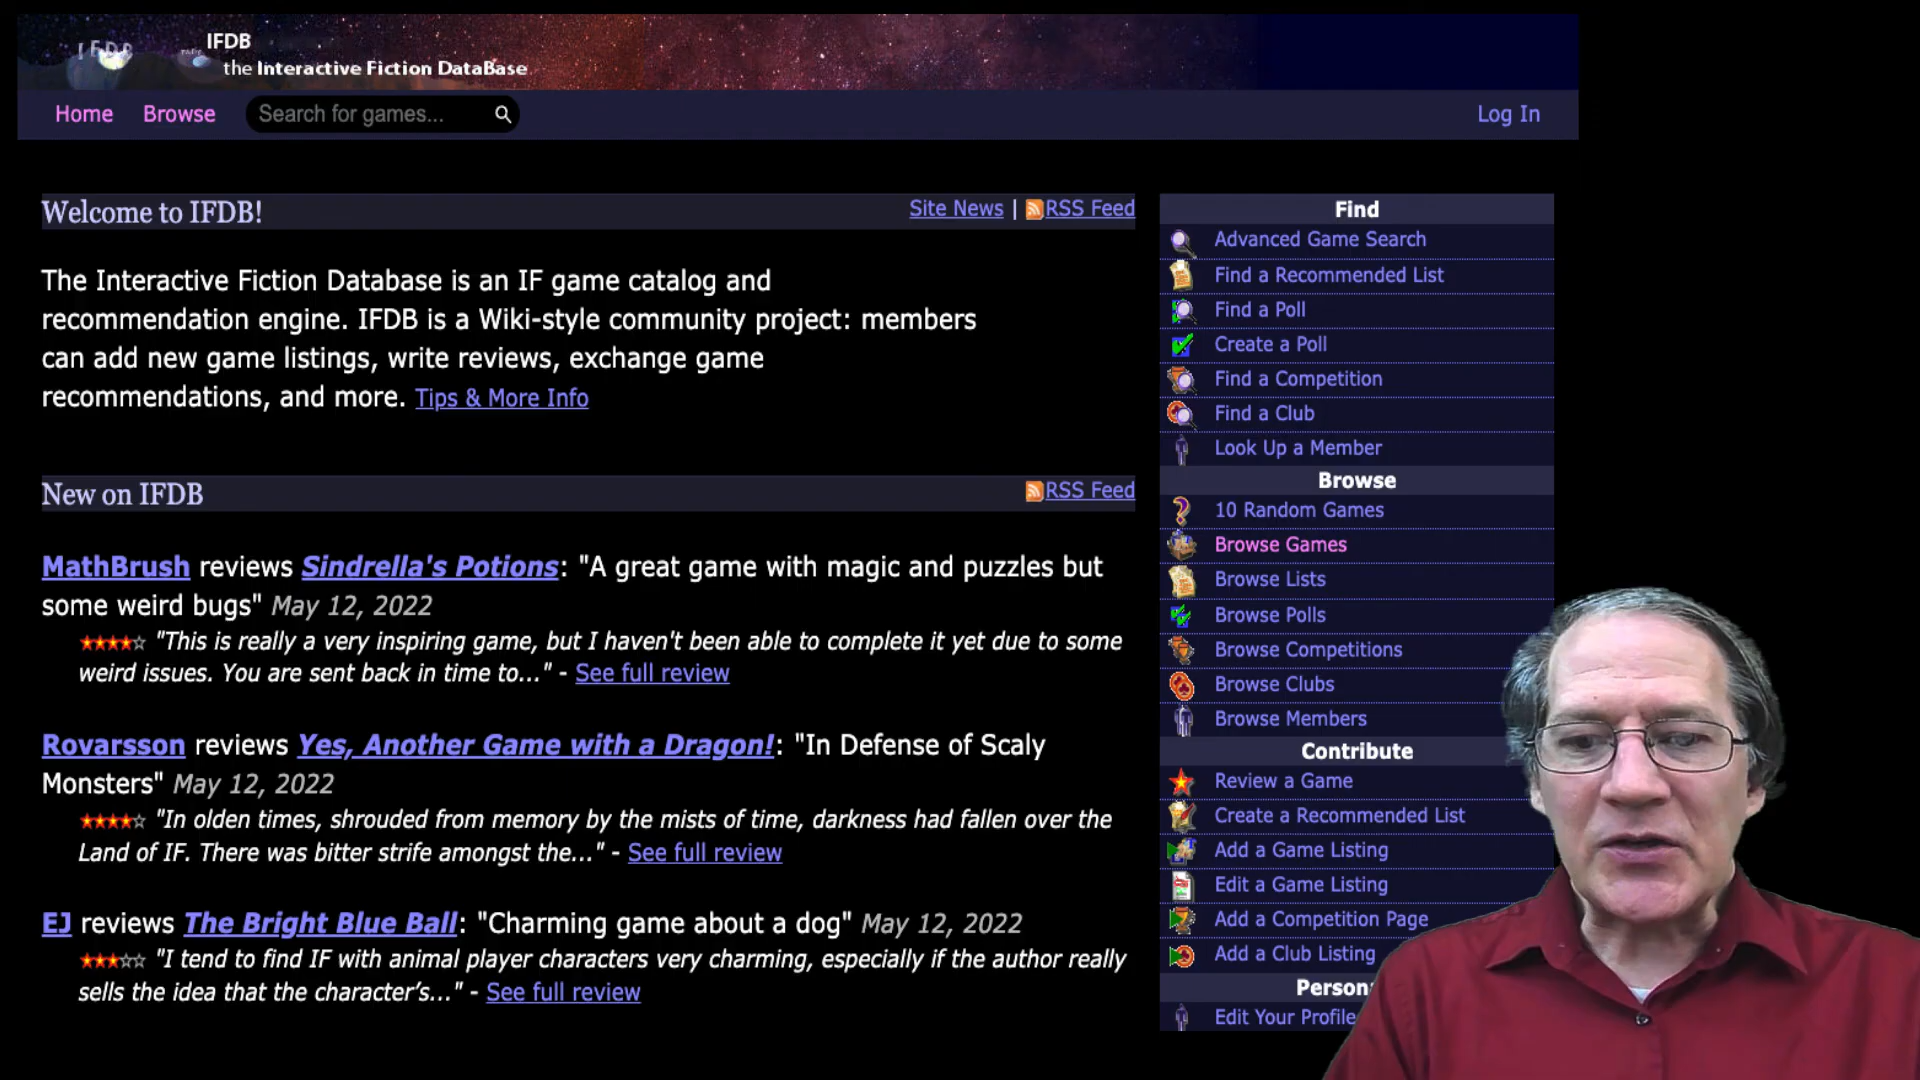 IFDB
IFDB
the Interactive Fiction DataBase
Home Browse Search for games... Log In
Welcome to IFDB! Site News | RSS Feed
The Interactive Fiction Database is an IF game catalog and
recommendation engine. IFDB is a Wiki-style community project: members
can add new game listings, write reviews, exchange game
recommendations, and more. Tips & More Info
New on IFDB RSS Feed
MathBrush reviews Sindrella's Potions: "A great game with magic and puzzles but
some weird bugs" May 12, 2022
"This is really a very inspiring game, but I haven't been able to complete it yet due to some
weird issues. You are sent back in time to..." - See full review
Rovarsson reviews Yes, Another Game with a Dragon!: "In Defense of Scaly
Monsters" May 12, 2022
"In olden times, shrouded from memory by the mists of time, darkness had fallen over the
Land of IF. There was bitter strife amongst the..." - See full review
EJ reviews The Bright Blue Ball: "Charming game about a dog" May 12, 2022
"I tend to find IF with animal player characters very charming, especially if the author really
sells the idea that the character's..." - See full review
Find
Advanced Game Search
Find a Recommended List
Find a Poll
Create a Poll
Find a Competition
Find a Club
Look Up a Member
Browse
10 Random Games
Browse Games
Browse Lists
Browse Polls
Browse Competitions
Browse Clubs
Browse Members
Contribute
Review a Game
Create a Recommended List
Add a Game Listing
Edit a Game Listing
Add a Competition Page
Add a Club Listing
Person
Edit Your Profile